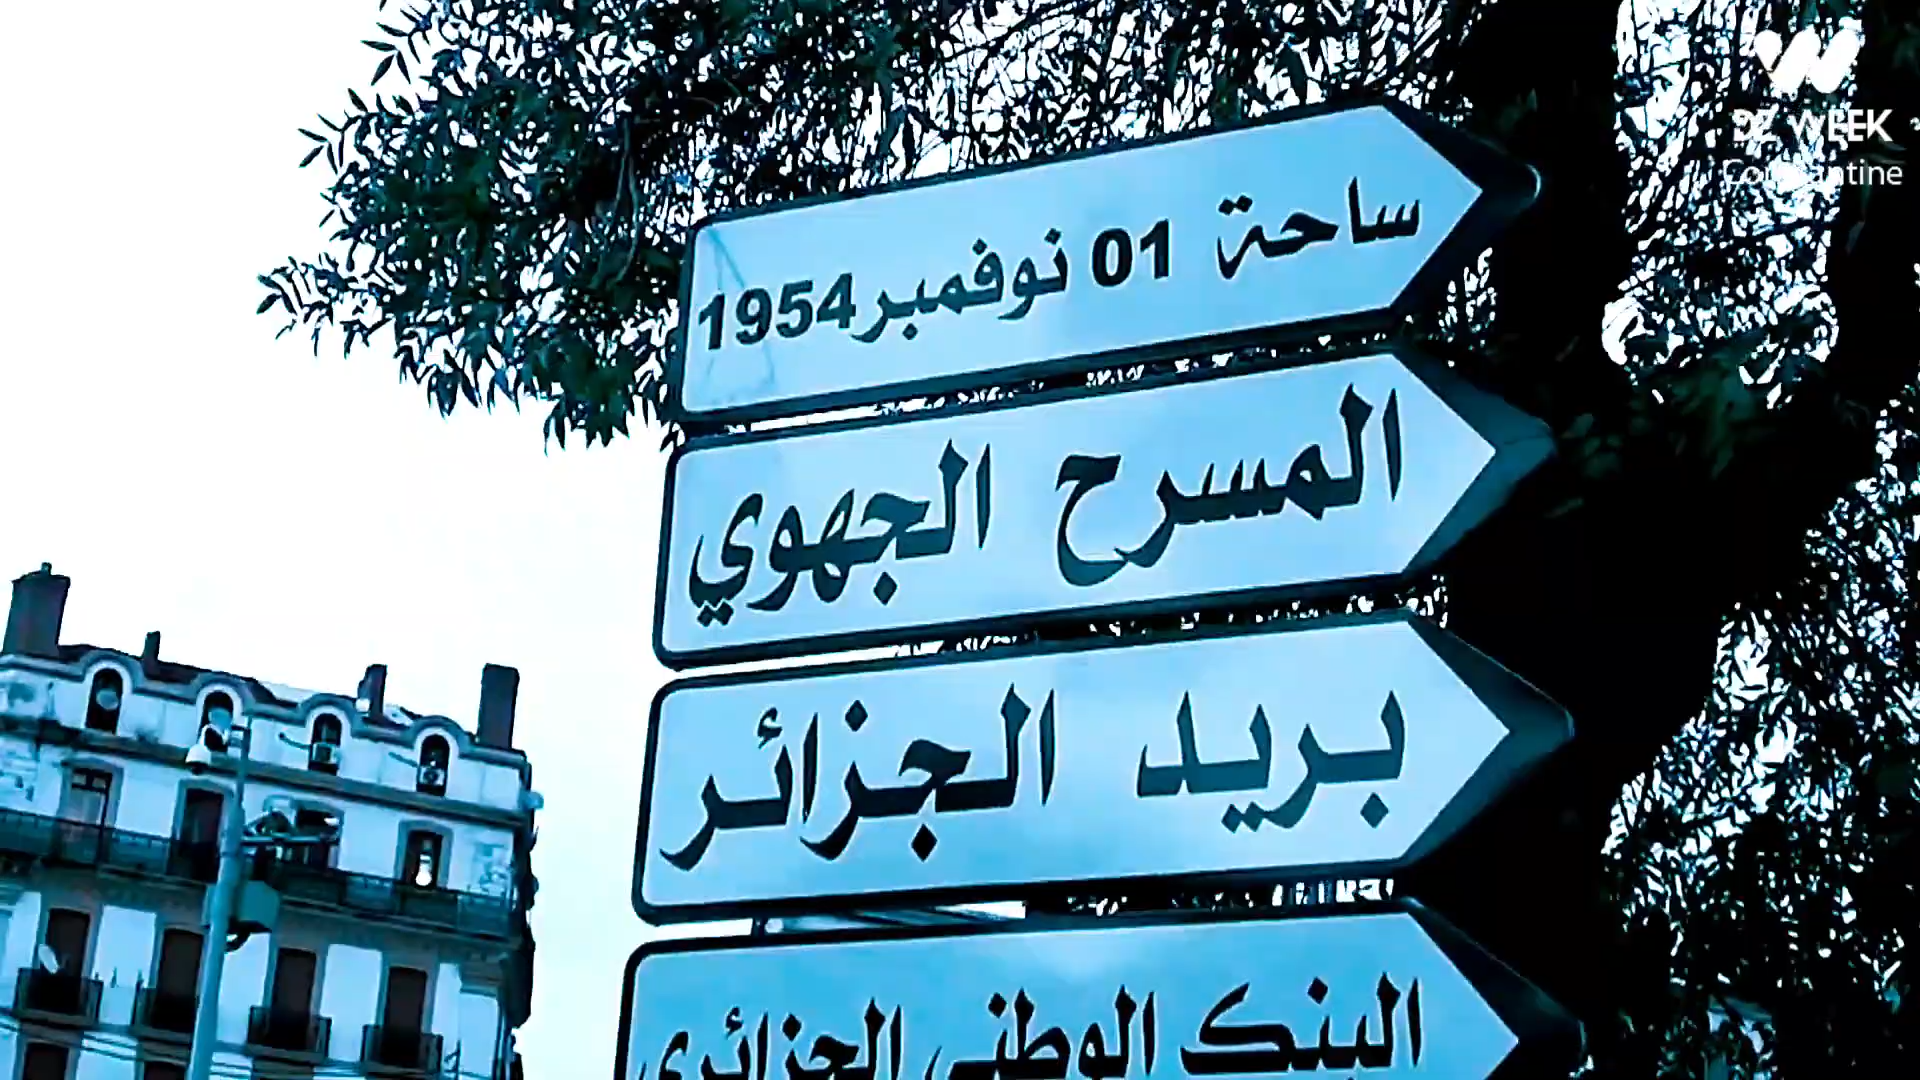 DZ WEEK
Constantine
ساحة 01 نوفمبر 1954
المسرح الجهوي
بريد الجزائر
البنك الوطني الجزائري